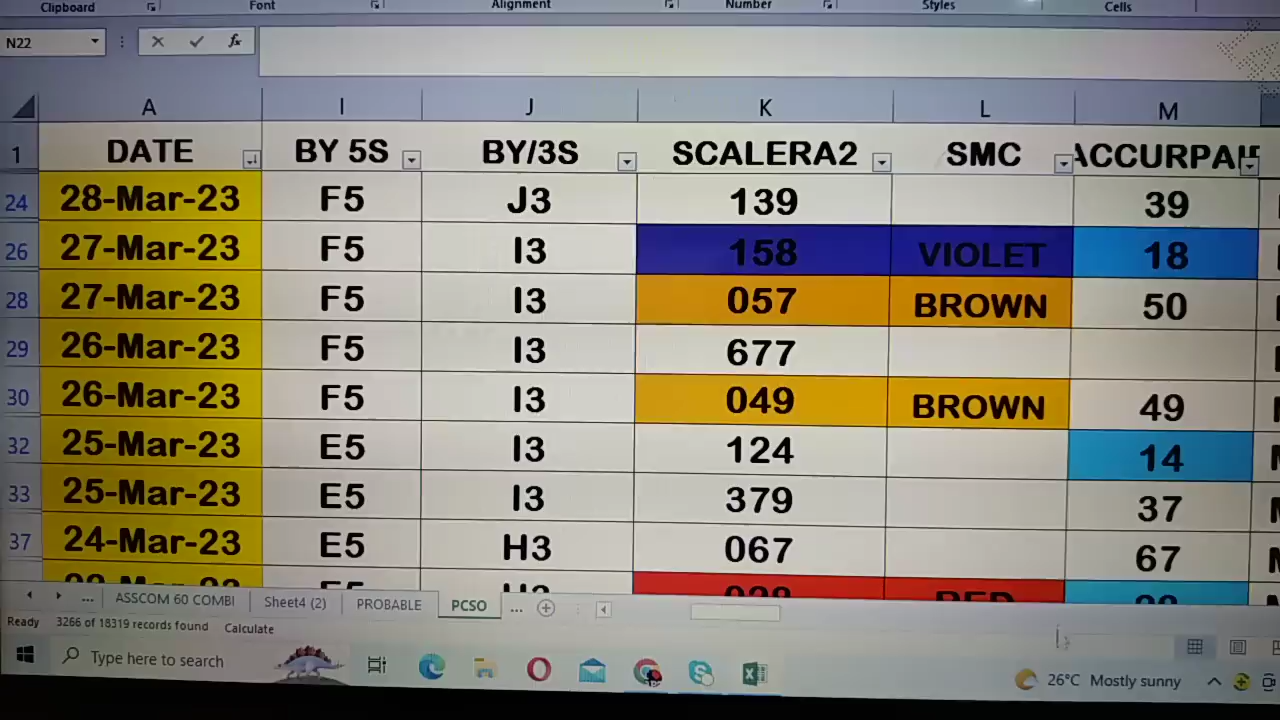 Clipboard Font Alignment Number Styles Cells
N22 fx
A I J K L M
1 DATE BY 5S BY/3S SCALERA2 SMC
24 28-Mar-23 F5 J3 139 39
26 27-Mar-23 F5 I3 158 VIOLET 18
28 27-Mar-23 F5 I3 057 BROWN 50
29 26-Mar-23 F5 I3 677
30 26-Mar-23 F5 I3 049 BROWN 49
32 25-Mar-23 E5 I3 124 14
33 25-Mar-23 E5 I3 379 37
37 24-Mar-23 E5 H3 067 67
... ASSCOM 60 COMBI Sheet4 (2) PROBABLE PCSO ...
Ready 3266 of 18319 records found Calculate
Type here to search 26°C Mostly sunny